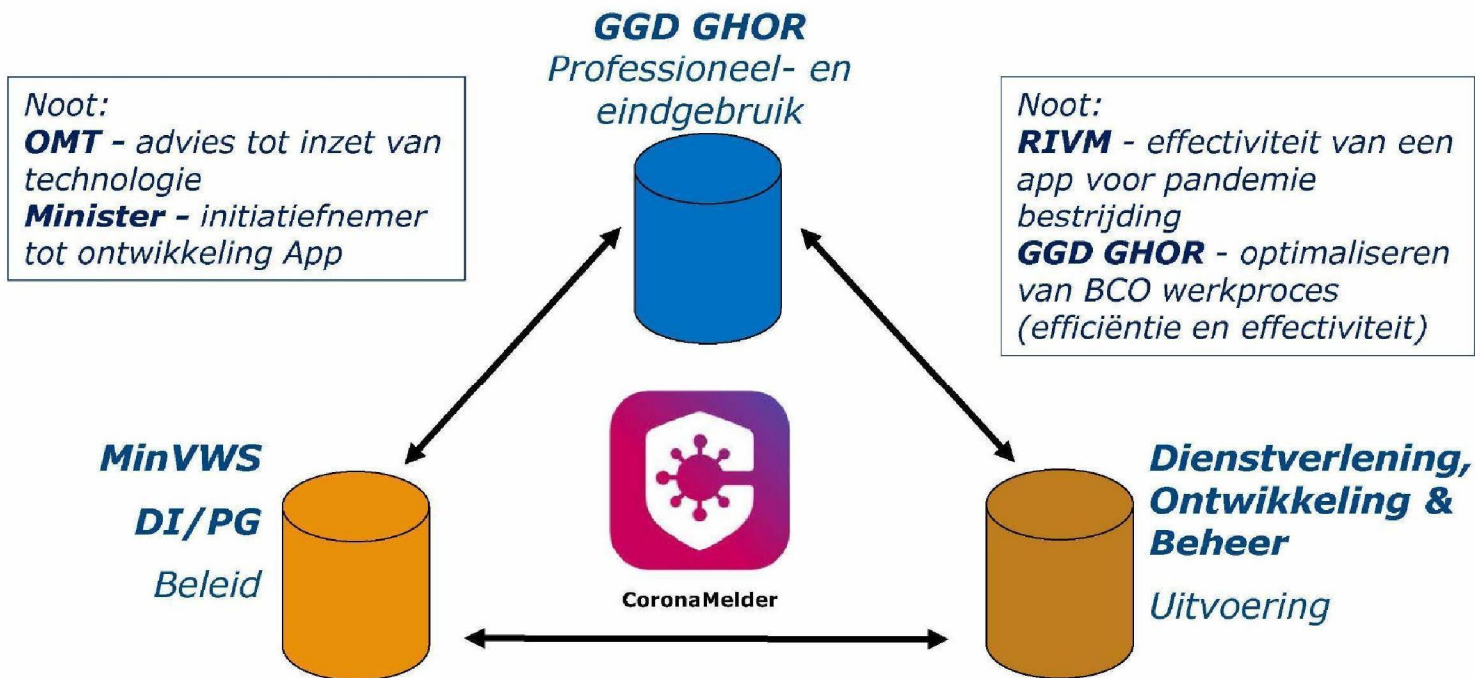 GGD GHOR
Professioneel- en
eindgebruik
Noot:
OMT - advies tot inzet van
technologie
Minister - initiatiefnemer
tot ontwikkeling App
Noot:
RIVM - effectiviteit van een
app voor pandemie
bestrijding
GGD GHOR - optimaliseren
van BCO werkproces
(efficiëntie en effectiviteit)
MinVWS
DI/PG
Beleid
CoronaMelder
Dienstverlening,
Ontwikkeling &
Beheer
Uitvoering